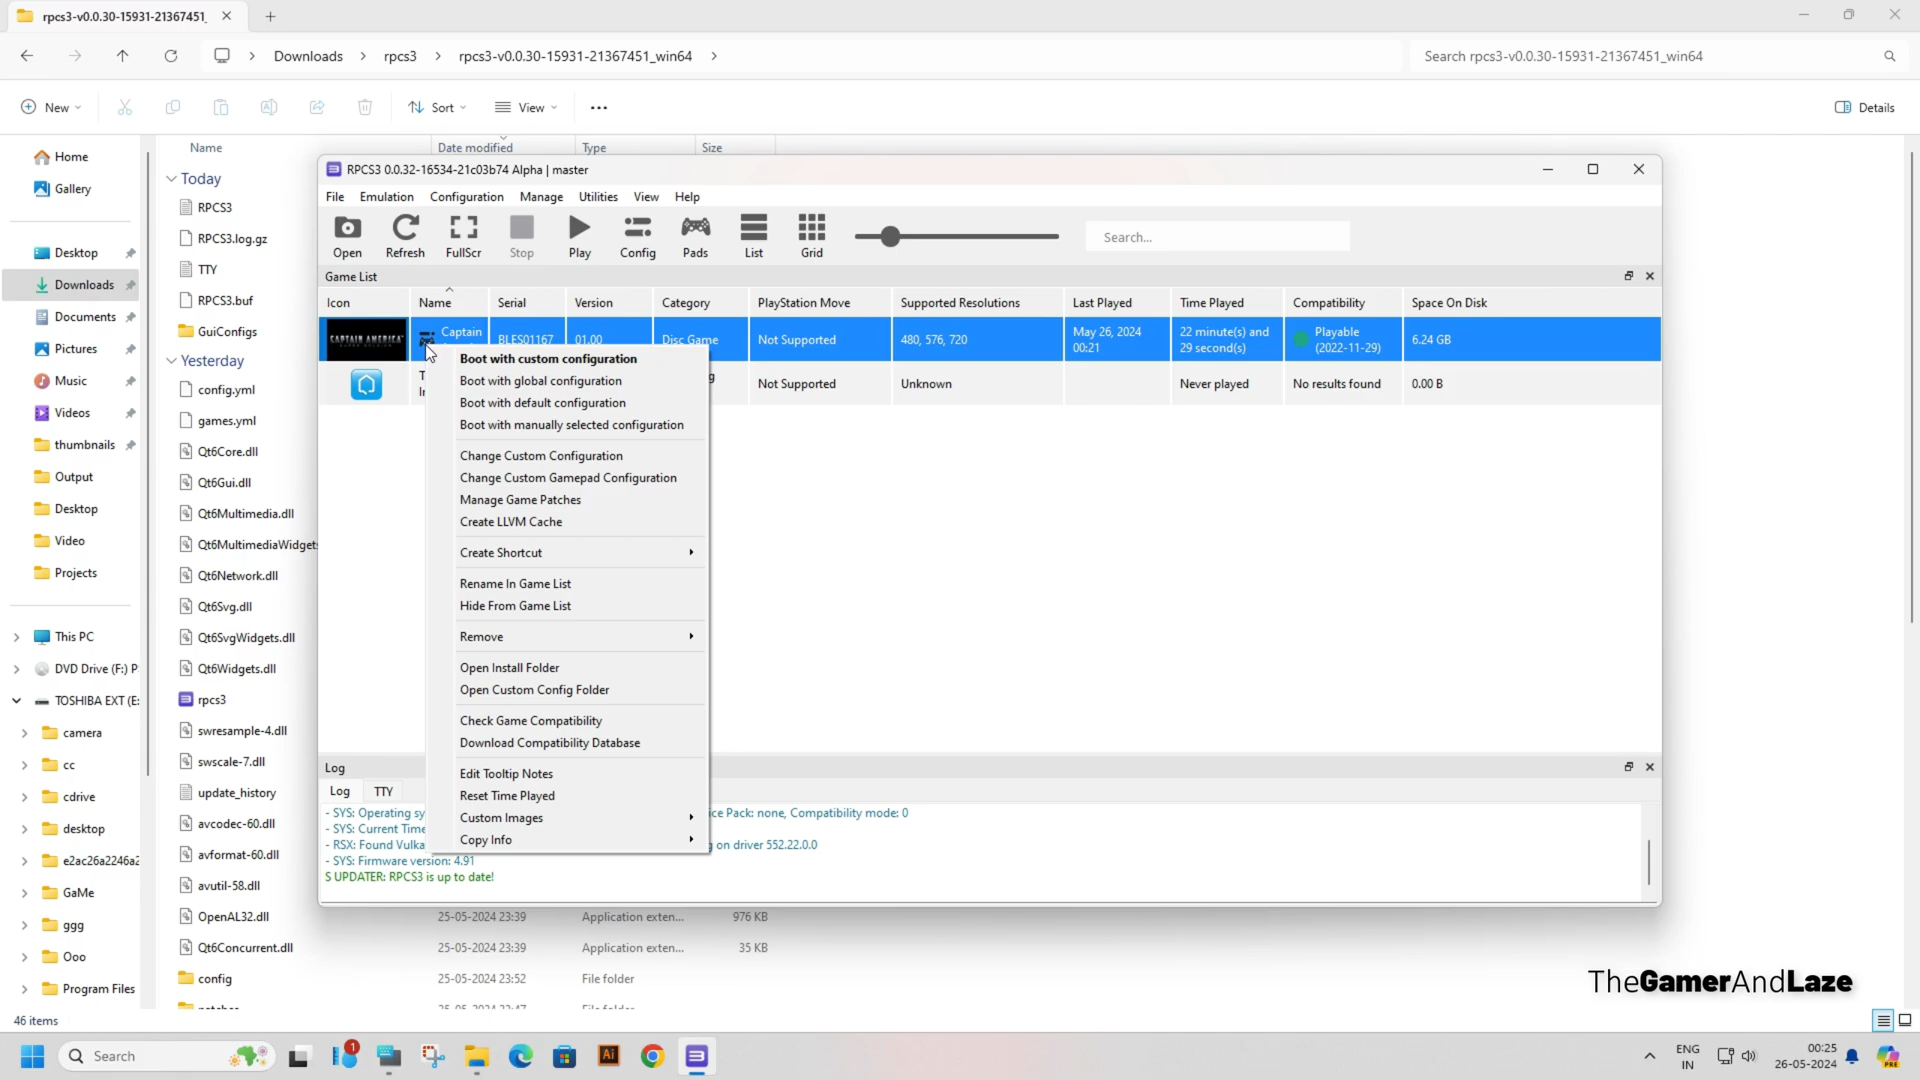 rpcs3-v0.0.30-15931-21367451_
Downloads
rpcs3
rpcs3-v0.0.30-15931-21367451_win64
Search rpcs3-v0.0.30-15931-21367451_win64
New
Sort
View
Details
Name
Date modified
Type
Size
Home
Gallery
Desktop
Downloads
Documents
Pictures
Music
Videos
thumbnails
Output
Desktop
Video
Projects
This PC
DVD Drive (F:) P
TOSHIBA EXT (E:
camera
cc
cdrive
desktop
e2ac26a2246a2
GaMe
ggg
Ooo
Program Files
46 items
Today
RPCS3
RPCS3.log.gz
TTY
RPCS3.buf
GuiConfigs
Yesterday
config.yml
games.yml
Qt6Core.dll
Qt6Gui.dll
Qt6Multimedia.dll
Qt6MultimediaWidgets
Qt6Network.dll
Qt6Svg.dll
Qt6SvgWidgets.dll
Qt6Widgets.dll
rpcs3
swresample-4.dll
swscale-7.dll
update_history
avcodec-60.dll
avformat-60.dll
avutil-58.dll
OpenAL32.dll 25-05-2024 23:39 Application exten... 976 KB
Qt6Concurrent.dll 25-05-2024 23:39 Application exten... 35 KB
config 25-05-2024 23:52 File folder
RPCS3 0.0.32-16534-21c03b74 Alpha | master
File Emulation Configuration Manage Utilities View Help
Open Refresh FullScr Stop Play Config Pads List Grid
Search...
Game List
Icon Name Serial Version Category PlayStation Move Supported Resolutions Last Played Time Played Compatibility Space On Disk
CAPTAIN AMERICA
Captain
BLES01167 01.00 Disc Game Not Supported 480, 576, 720
May 26, 2024
00:21
22 minute(s) and
29 second(s)
Playable
(2022-11-29)
6.24 GB
Not Supported Unknown Never played No results found 0.00 B
Boot with custom configuration
Boot with global configuration
Boot with default configuration
Boot with manually selected configuration
Change Custom Configuration
Change Custom Gamepad Configuration
Manage Game Patches
Create LLVM Cache
Create Shortcut
Rename In Game List
Hide From Game List
Remove
Open Install Folder
Open Custom Config Folder
Check Game Compatibility
Download Compatibility Database
Edit Tooltip Notes
Reset Time Played
Custom Images
Copy Info
Log
Log TTY
- SYS: Operating sy ice Pack: none, Compatibility mode: 0
- SYS: Current Time
- RSX: Found Vulka g on driver 552.22.0.0
- SYS: Firmware version: 4.91
S UPDATER: RPCS3 is up to date!
TheGamerAndLaze
Search
1
Ai
ENG
IN
00:25
26-05-2024
PRE